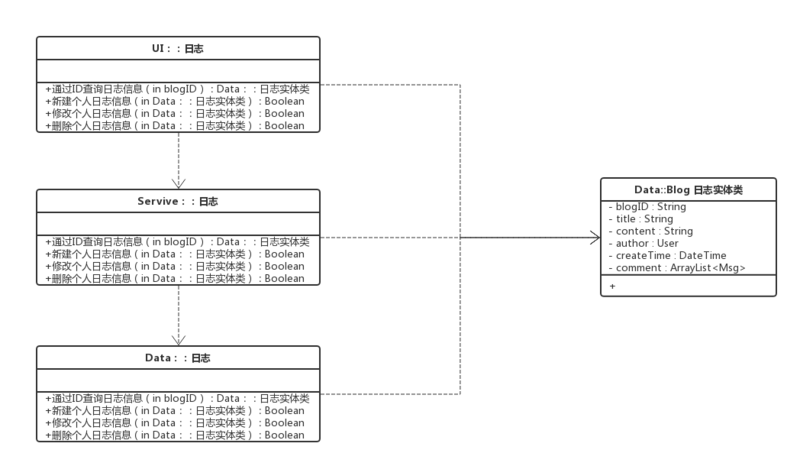 UI：：日志
+通过ID查询日志信息（in blogID）：Data：：日志实体类
+新建个人日志信息（in Data：：日志实体类）：Boolean
+修改个人日志信息（in Data：：日志实体类）：Boolean
+删除个人日志信息（in Data：：日志实体类）：Boolean
Servive：：日志
+通过ID查询日志信息（in blogID）：Data：：日志实体类
+新建个人日志信息（in Data：：日志实体类）：Boolean
+修改个人日志信息（in Data：：日志实体类）：Boolean
+删除个人日志信息（in Data：：日志实体类）：Boolean
Data：：日志
+通过ID查询日志信息（in blogID）：Data：：日志实体类
+新建个人日志信息（in Data：：日志实体类）：Boolean
+修改个人日志信息（in Data：：日志实体类）：Boolean
+删除个人日志信息（in Data：：日志实体类）：Boolean
Data::Blog 日志实体类
- blogID : String
- title : String
- content : String
- author : User
- createTime : DateTime
- comment : ArrayList<Msg>
+